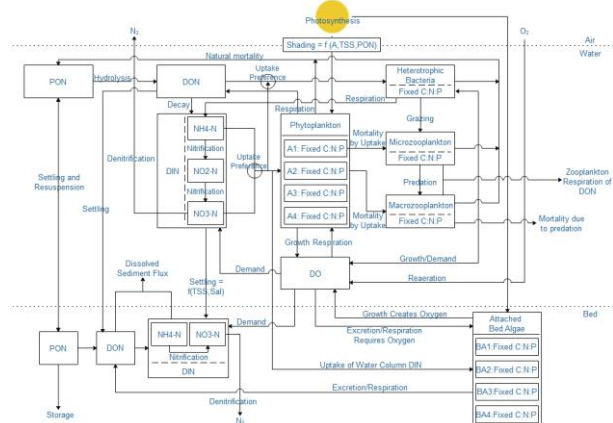 Photosynthesis
N₂
O₂
Shading = f (A,TSS,PON)
Air
Water
Natural mortality
PON
Hydrolysis
DON
Uptake
Preference
Heterotrophic
Bacteria
Fixed C:N:P
Respiration
Decay
Respiration
NH4-N
Phytoplankton
Grazing
Denitrification
DIN
Nitrification
NO2-N
Nitrification
NO3-N
Uptake
Preference
A1: Fixed C:N:P
A2: Fixed C:N:P
A3: Fixed C:N:P
A4: Fixed C:N:P
Mortality
by Uptake
Microzooplankton
Fixed C:N:P
Predation
Settling and
Resuspension
Zooplankton
Respiration of
DON
Macrozooplankton
Fixed C:N:P
Settling
Mortality
by Uptake
Mortality due
to predation
Growth Respiration
Dissolved
Sediment Flux
Settling =
f(TSS,Sal)
Demand
DO
Growth/Demand
Reaeration
Bed
Growth Creates Oxygen
Attached
Bed Algae
Demand
Excretion/Respiration
Requires Oxygen
PON
DON
NH4-N
NO3-N
Nitrification
DIN
BA1:Fixed C:N:P
BA2: Fixed C:N:P
BA3:Fixed C:N:P
BA4:Fixed C:N:P
Uptake of Water Column DIN
Excretion/Respiration
Denitrification
Storage
N₂